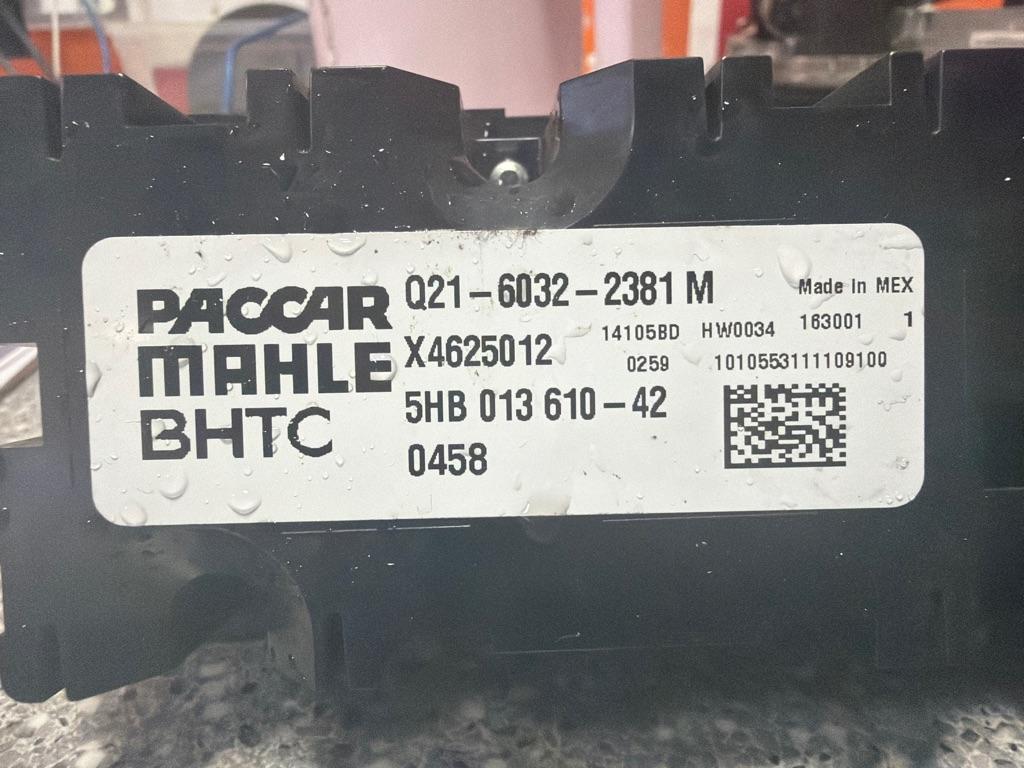 PACCAR
MAHLE
BHTC
Q21-6032-2381 M
X4625012
5HB 013 610-42
0458
Made In MEX
14105BD HW0034 163001 1
0259 1010553111109100